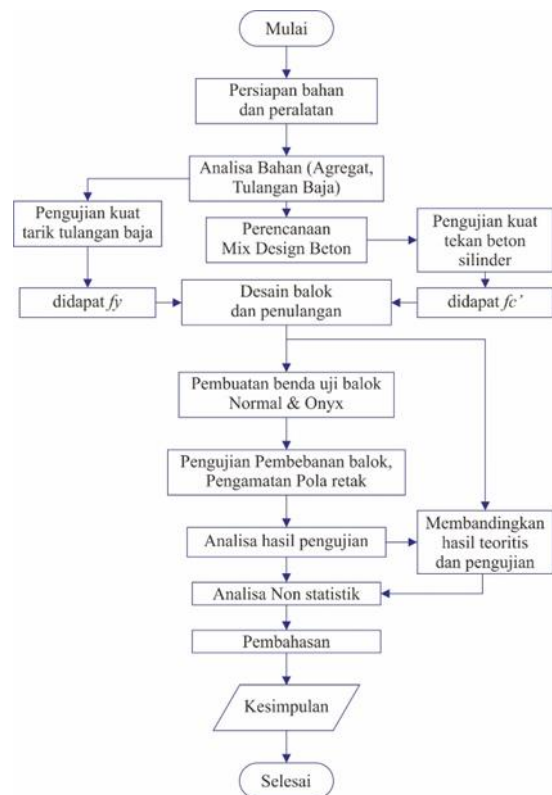 Mulai
Persiapan bahan
dan peralatan
Analisa Bahan (Agregat,
Tulangan Baja)
Pengujian kuat
tarik tulangan baja
Perencanaan
Mix Design Beton
Pengujian kuat
tekan beton
silinder
didapat fy
Desain balok
dan penulangan
didapat fc'
Pembuatan benda uji balok
Normal & Onyx
Pengujian Pembebanan balok,
Pengamatan Pola retak
Analisa hasil pengujian
Membandingkan
hasil teoritis
dan pengujian
Analisa Non statistik
Pembahasan
Kesimpulan
Selesai